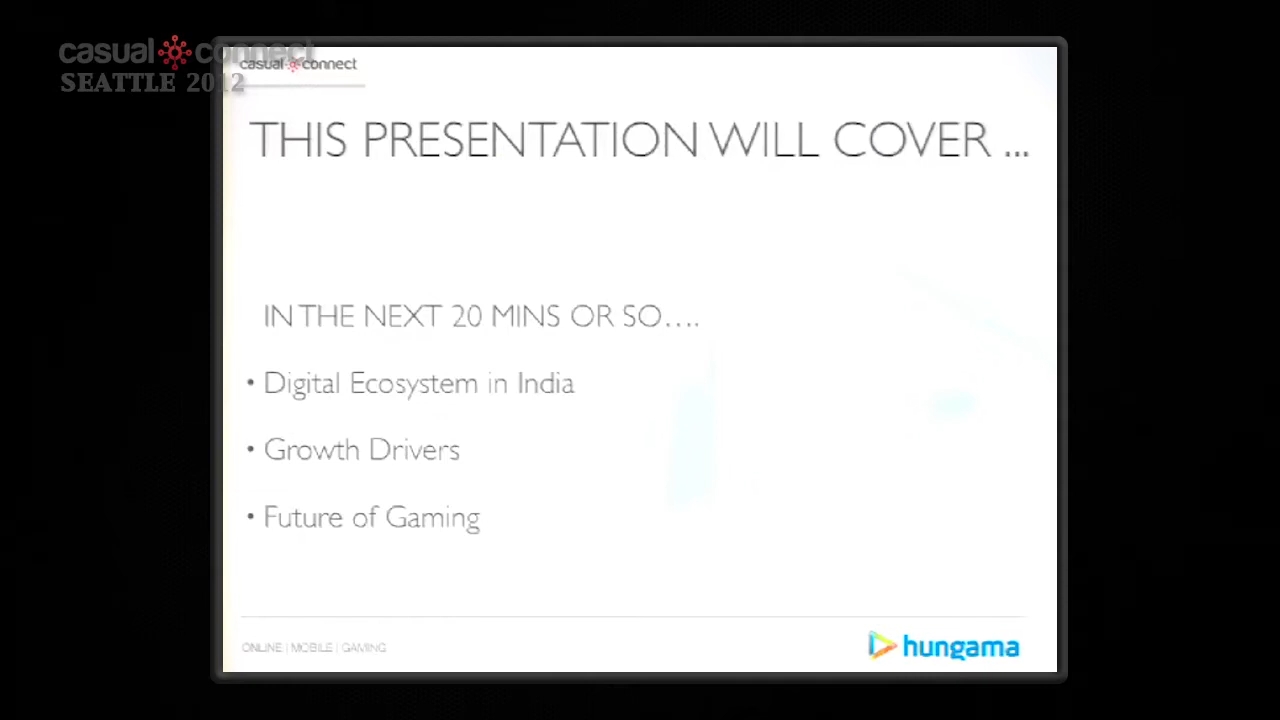 casual connect
SEATTLE 2012
casual connect
THIS PRESENTATION WILL COVER ...
IN THE NEXT 20 MINS OR SO....
• Digital Ecosystem in India
• Growth Drivers
• Future of Gaming
ONLINE | MOBILE | GAMING
hungama